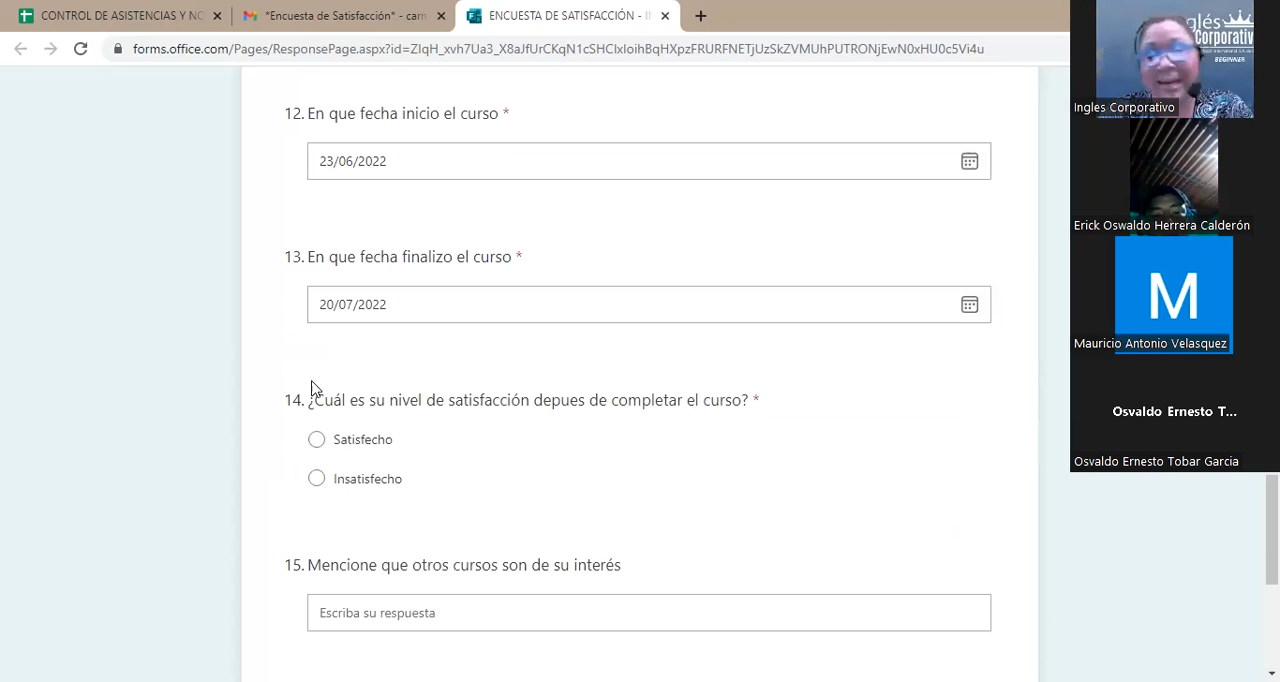 CONTROL DE ASISTENCIAS Y NO
*Encuesta de Satisfacción* - carr
ENCUESTA DE SATISFACCIÓN - II
forms.office.com/Pages/ResponsePage.aspx?id=ZIqH_xvh7Ua3_X8aJfUrCKqN1cSHCIxloihBqHXpzFRURFNETjUzSkZVMUhPUTRONjEwN0xHU0c5Vi4u
12. En que fecha inicio el curso *
23/06/2022
13. En que fecha finalizo el curso *
20/07/2022
14. ¿Cuál es su nivel de satisfacción depues de completar el curso? *
Satisfecho
Insatisfecho
15. Mencione que otros cursos son de su interés
Escriba su respuesta
glés
Corporativ
BEGINNER
Ingles Corporativo
Erick Oswaldo Herrera Calderón
M
Mauricio Antonio Velasquez
Osvaldo Ernesto T...
Osvaldo Ernesto Tobar Garcia